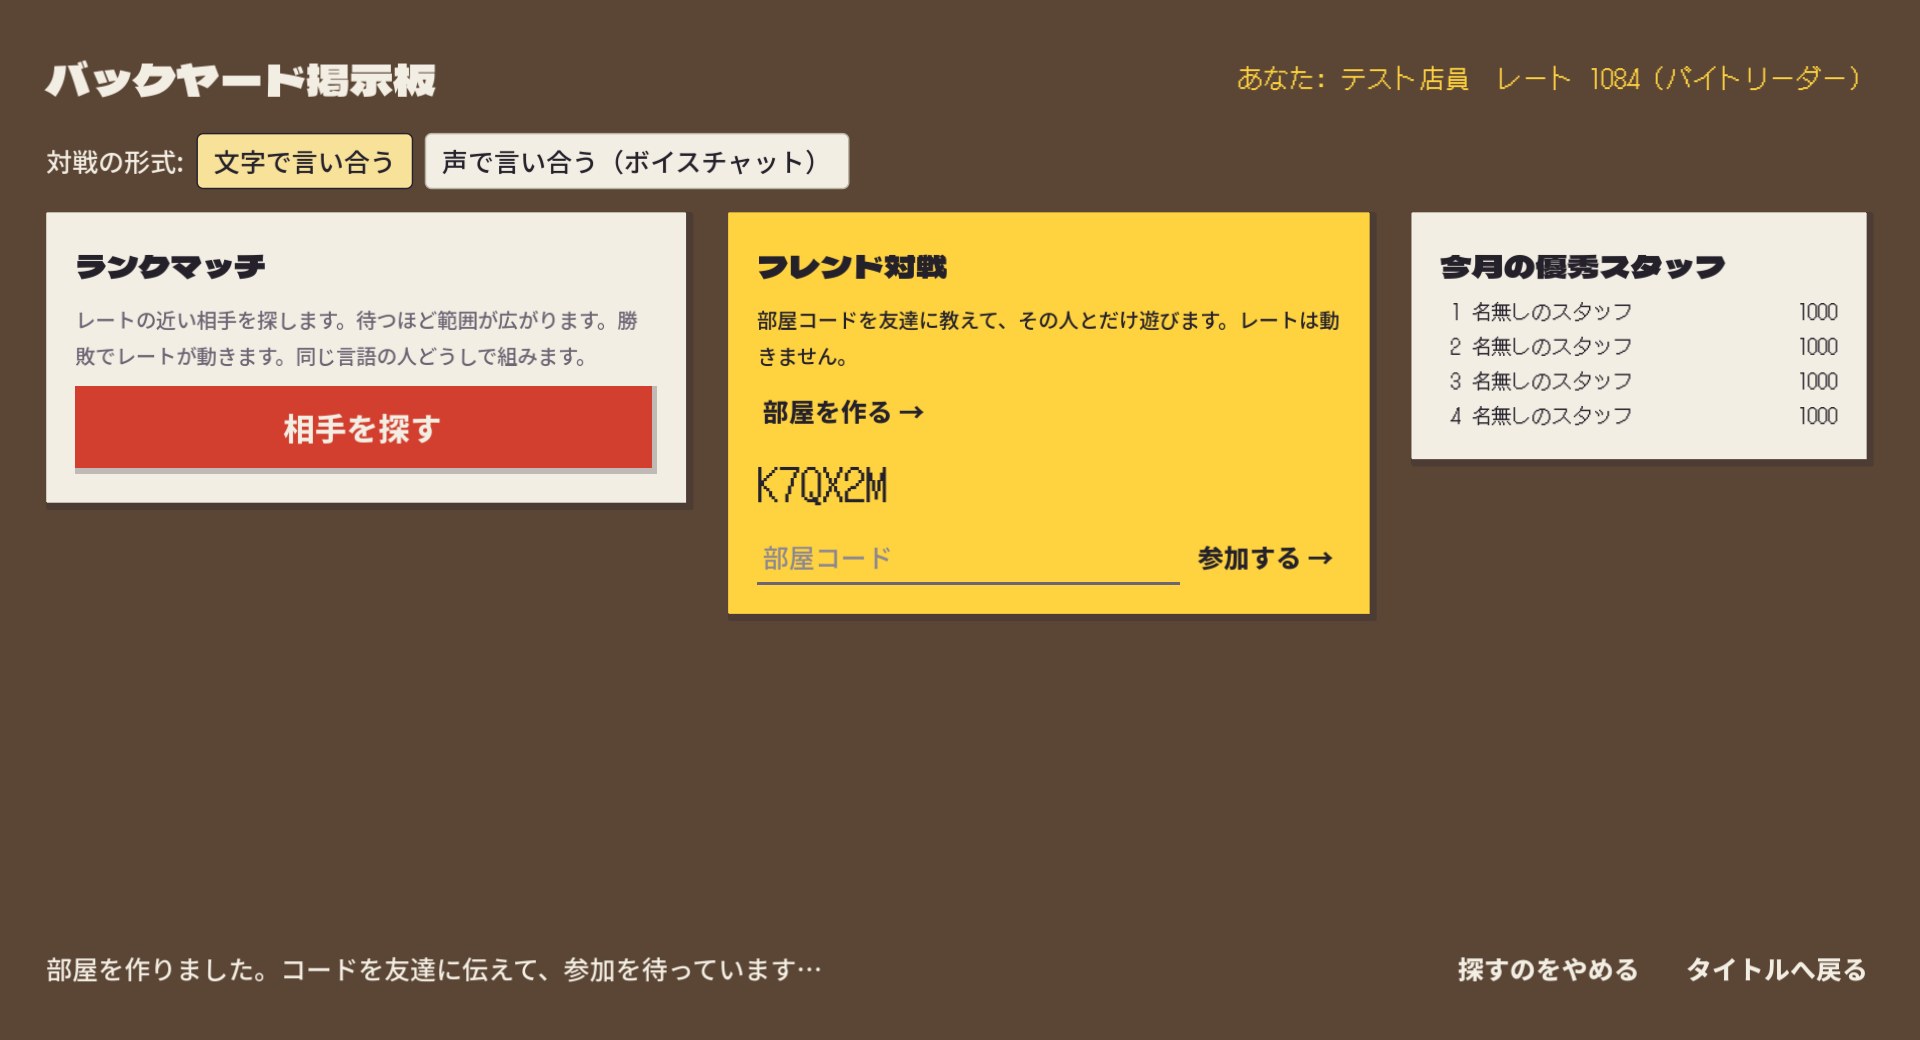 バックヤード掲示板
あなた: テスト店員　レート 1084（バイトリーダー）
対戦の形式: 文字で言い合う 声で言い合う（ボイスチャット）
ランクマッチ
レートの近い相手を探します。待つほど範囲が広がります。勝
敗でレートが動きます。同じ言語の人どうしで組みます。
相手を探す
フレンド対戦
部屋コードを友達に教えて、その人とだけ遊びます。レートは動
きません。
部屋を作る →
K7QX2M
部屋コード 参加する →
今月の優秀スタッフ
1 名無しのスタッフ 1000
2 名無しのスタッフ 1000
3 名無しのスタッフ 1000
4 名無しのスタッフ 1000
部屋を作りました。コードを友達に伝えて、参加を待っています…
探すのをやめる タイトルへ戻る